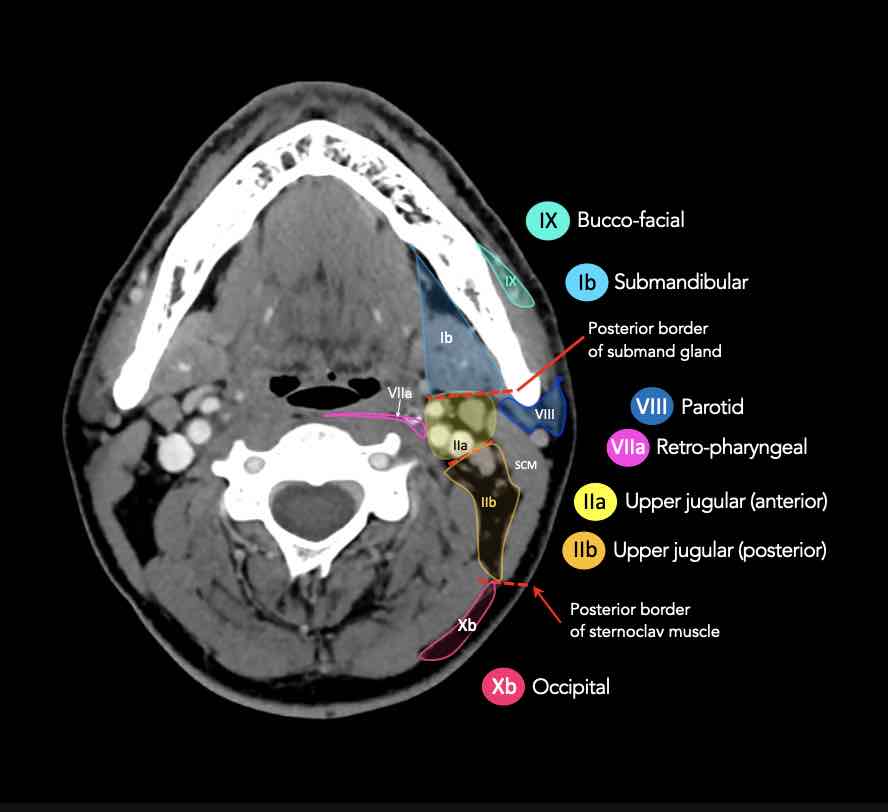 IX Bucco-facial
IX
Ib Submandibular
Posterior border
of submand gland
Ib
VIIa
VIII
VIII Parotid
IIa
VIIa Retro-pharyngeal
SCM
IIb
IIa Upper jugular (anterior)
IIb Upper jugular (posterior)
Posterior border
of sternoclav muscle
Xb
Xb Occipital